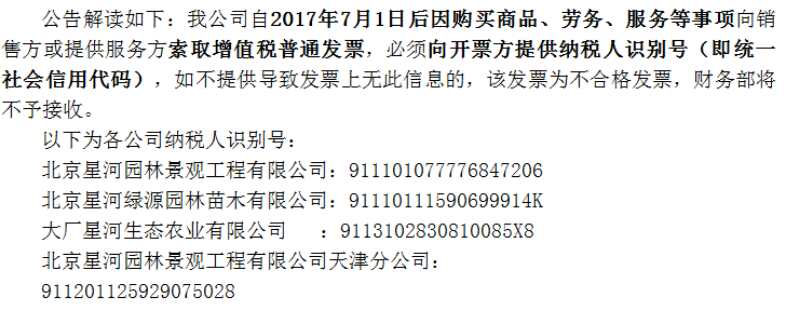 公告解读如下：我公司自2017年7月1日后因购买商品、劳务、服务等事项向销
售方或提供服务方索取增值税普通发票，必须向开票方提供纳税人识别号（即统一
社会信用代码），如不提供导致发票上无此信息的，该发票为不合格发票，财务部将
不予接收。
以下为各公司纳税人识别号：
北京星河园林景观工程有限公司：911101077776847206
北京星河绿源园林苗木有限公司：91110111590699914K
大厂星河生态农业有限公司　：9113102830810085X8
北京星河园林景观工程有限公司天津分公司：
911201125929075028